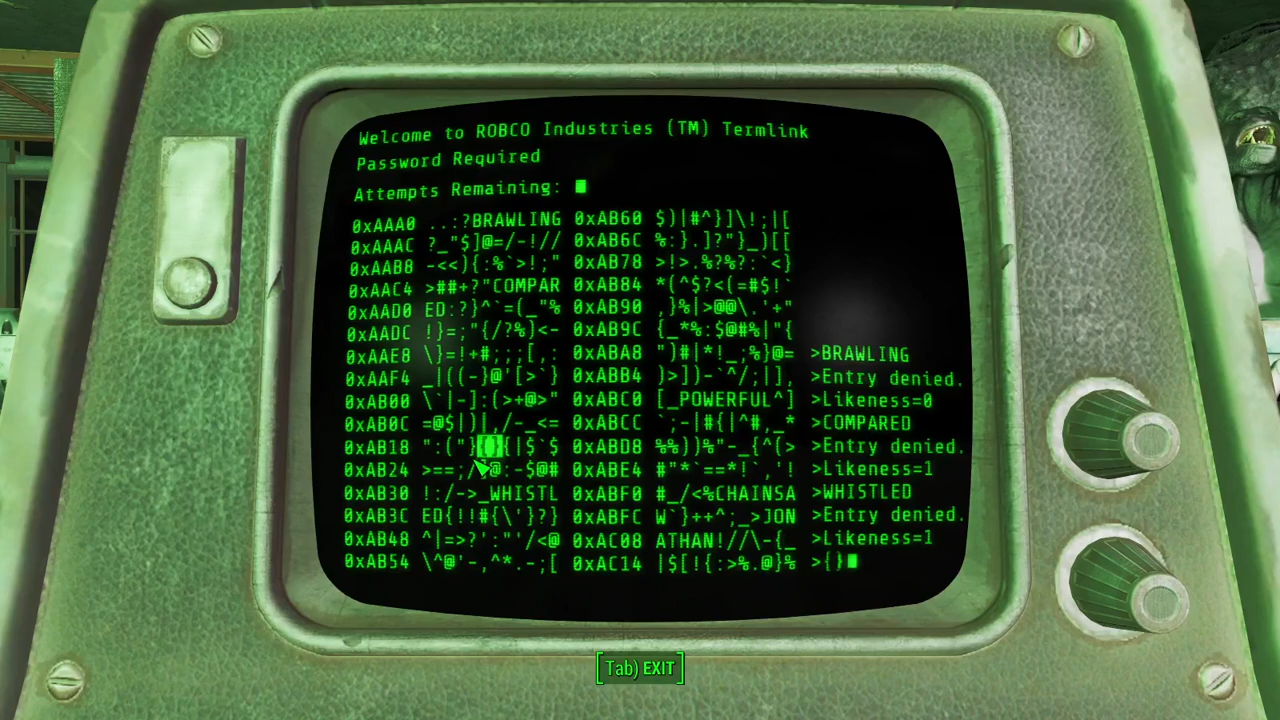 Welcome to ROBCO Industries (TM) Termlink
Password Required
Attempts Remaining: ■
0xAAA0 ..:?BRAWLING 0xAB60 $)|#^}]\!;|[
0xAAAC ?_"$]@=/-!// 0xAB6C %:}.]?"}_)[[
0xAAB8 -<<){:%`>!;" 0xAB78 >!>.%?%?:`<}
0xAAC4 >##+?"COMPAR 0xAB84 *(^$?<(=#$!`
0xAAD0 ED:?}^`=(_"% 0xAB90 ,}%|>@@\.'+"
0xAADC !}=;"{/?%)<- 0xAB9C {_*%:$@#%|"{
0xAAE8 \}=!+#;;;[,: 0xABA8 ")#|*!_;%}@= >BRAWLING
0xAAF4 _|((-}@'[>`} 0xABB4 )>])-`^/;|], >Entry denied.
0xAB00 \`|-]:(>+@>" 0xABC0 [_POWERFUL^] >Likeness=0
0xAB0C =@$|)|,/-_<= 0xABCC `;-|#{|^#,_* >COMPARED
0xAB18 ":("}{}{|$`$ 0xABD8 %%))%"-_{^(> >Entry denied.
0xAB24 >==;/ @:-$@# 0xABE4 #"*`==*!`,'! >Likeness=1
0xAB30 !:/->_WHISTL 0xABF0 #_/<%CHAINSA >WHISTLED
0xAB3C ED{!!#{\'}?} 0xABFC W`}++^;_>JON >Entry denied.
0xAB48 ^|=>?':"'/<@ 0xAC08 ATHAN!//\-{_ >Likeness=1
0xAB54 \^@'-,^*.-;[ 0xAC14 |$[!{:>%.@}% >{}■
[Tab) EXIT]